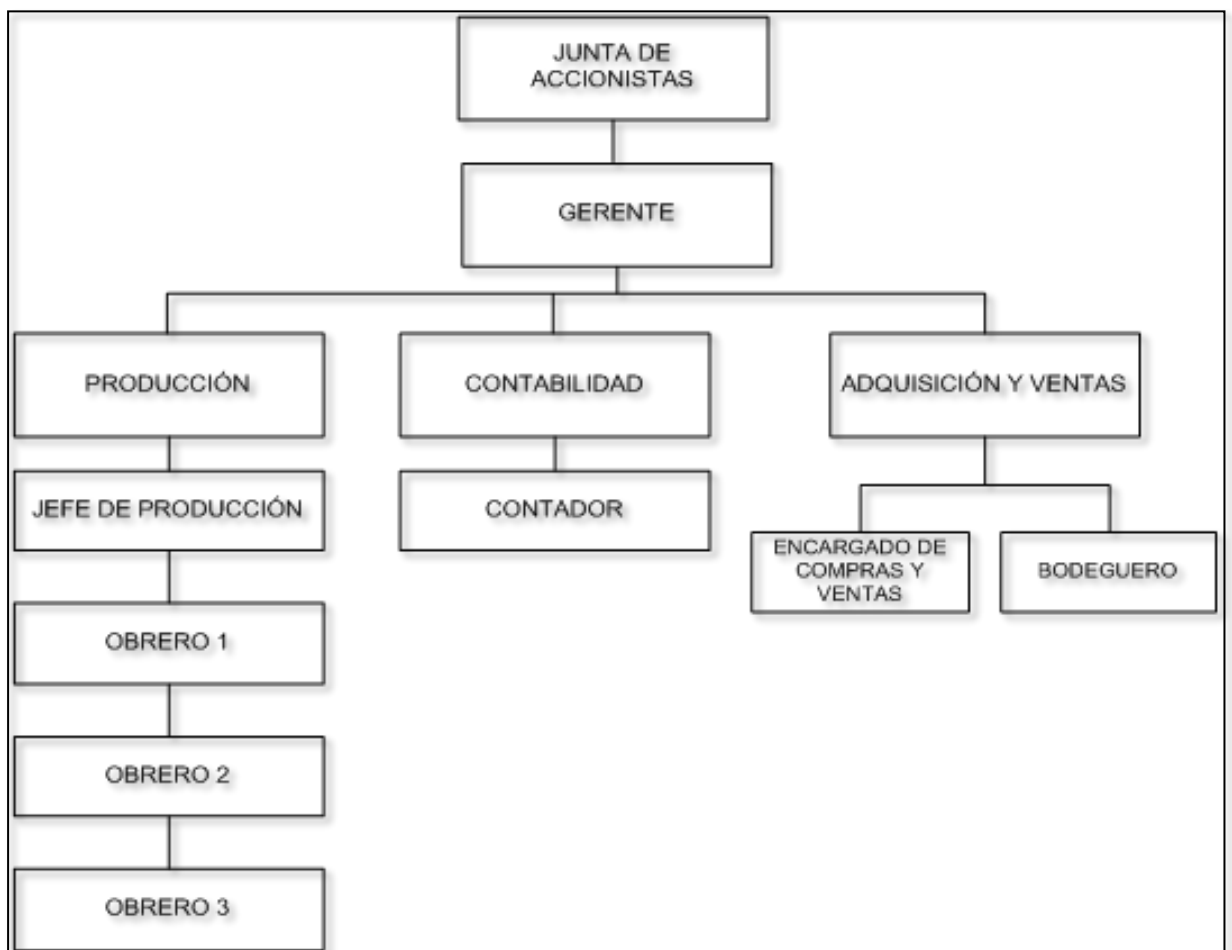 JUNTA DE
ACCIONISTAS
GERENTE
PRODUCCIÓN
CONTABILIDAD
ADQUISICIÓN Y VENTAS
JEFE DE PRODUCCIÓN
CONTADOR
ENCARGADO DE
COMPRAS Y
VENTAS
BODEGUERO
OBRERO 1
OBRERO 2
OBRERO 3